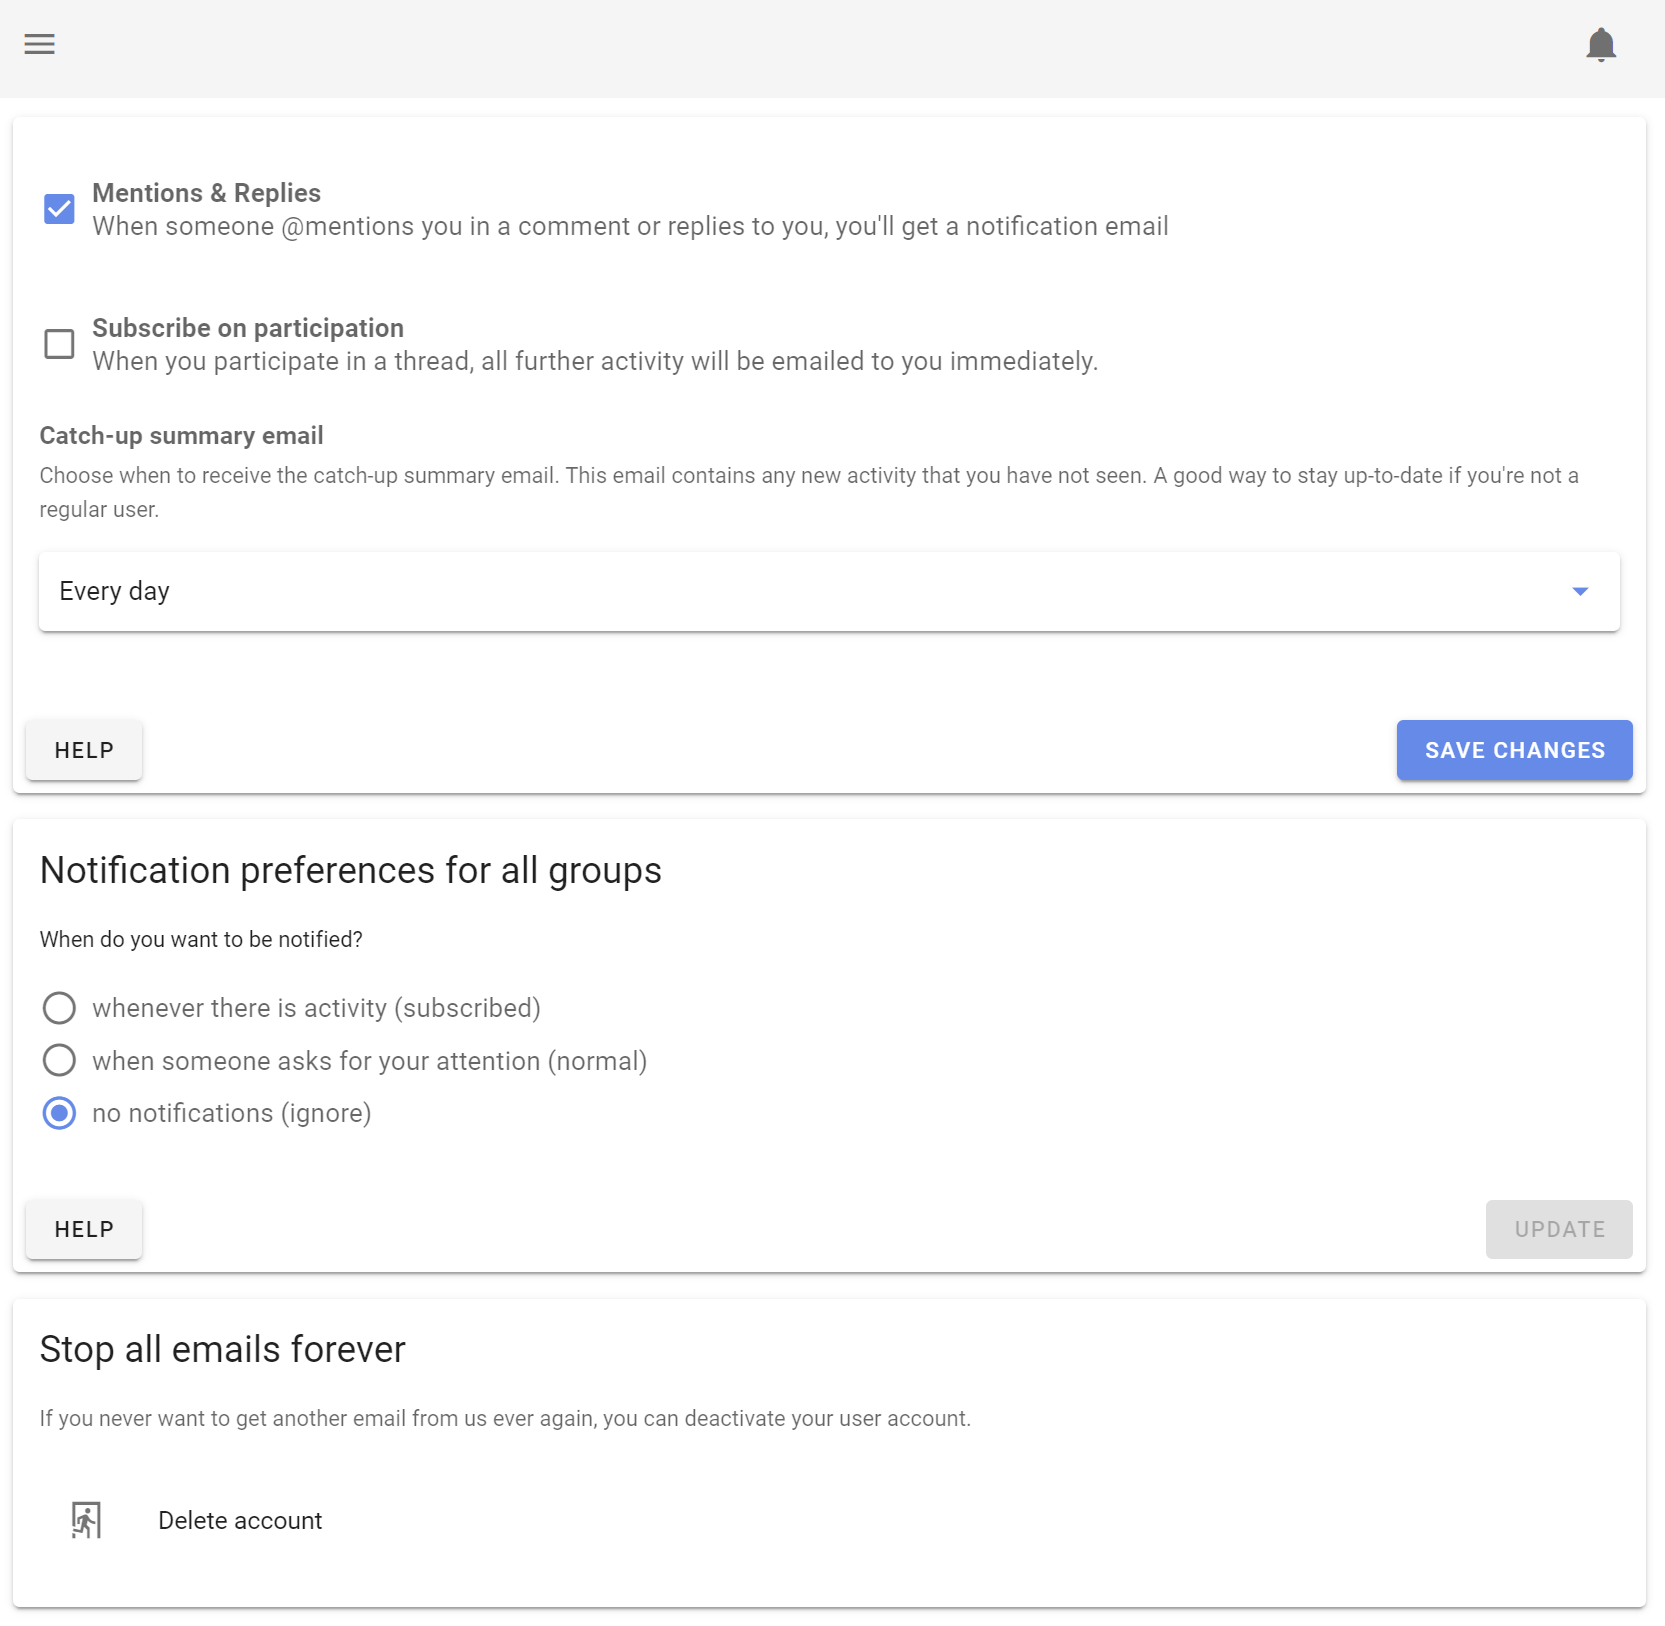 Mentions & Replies
When someone @mentions you in a comment or replies to you, you'll get a notification email
Subscribe on participation
When you participate in a thread, all further activity will be emailed to you immediately.
Catch-up summary email
Choose when to receive the catch-up summary email. This email contains any new activity that you have not seen. A good way to stay up-to-date if you're not a
regular user.
Every day
HELP
SAVE CHANGES
Notification preferences for all groups
When do you want to be notified?
whenever there is activity (subscribed)
when someone asks for your attention (normal)
no notifications (ignore)
HELP
UPDATE
Stop all emails forever
If you never want to get another email from us ever again, you can deactivate your user account.
Delete account